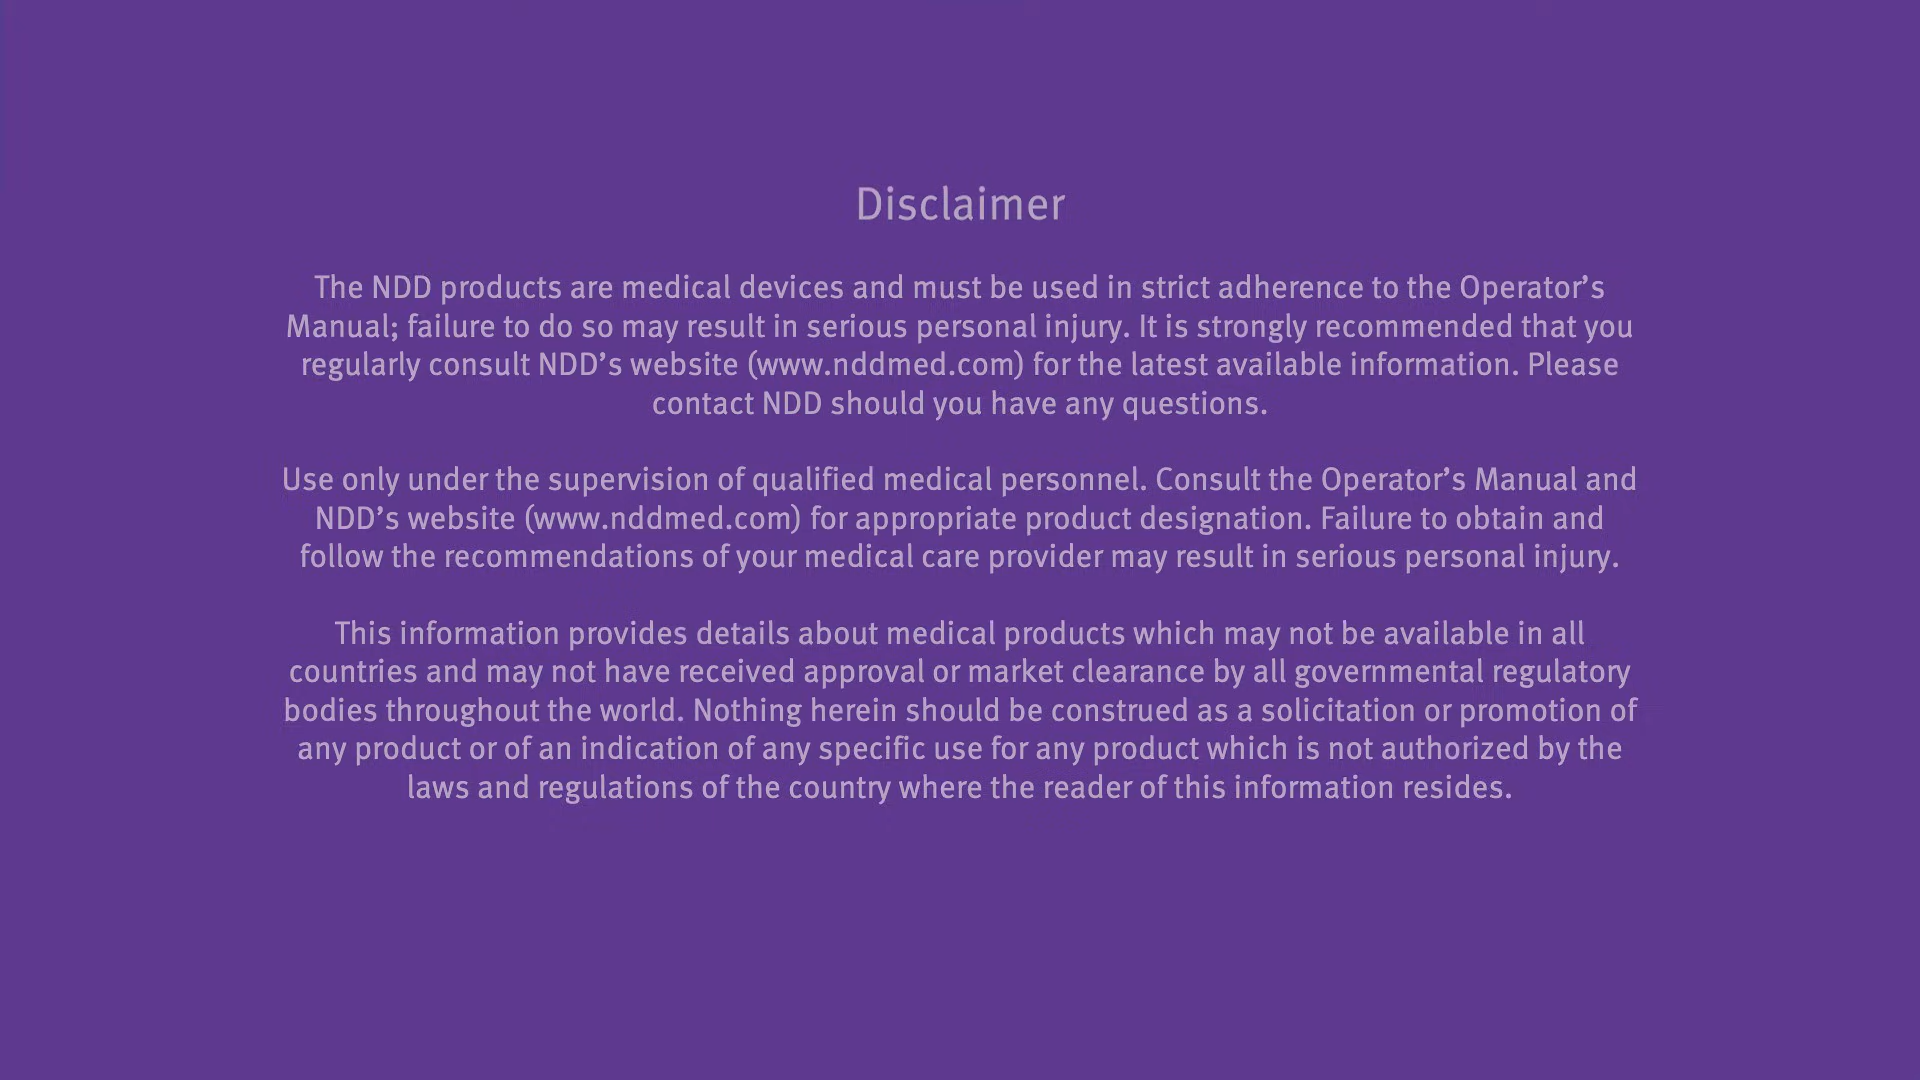 Disclaimer
The NDD products are medical devices and must be used in strict adherence to the Operator’s
Manual; failure to do so may result in serious personal injury. It is strongly recommended that you
regularly consult NDD’s website (www.nddmed.com) for the latest available information. Please
contact NDD should you have any questions.
Use only under the supervision of qualified medical personnel. Consult the Operator’s Manual and
NDD’s website (www.nddmed.com) for appropriate product designation. Failure to obtain and
follow the recommendations of your medical care provider may result in serious personal injury.
This information provides details about medical products which may not be available in all
countries and may not have received approval or market clearance by all governmental regulatory
bodies throughout the world. Nothing herein should be construed as a solicitation or promotion of
any product or of an indication of any specific use for any product which is not authorized by the
laws and regulations of the country where the reader of this information resides.